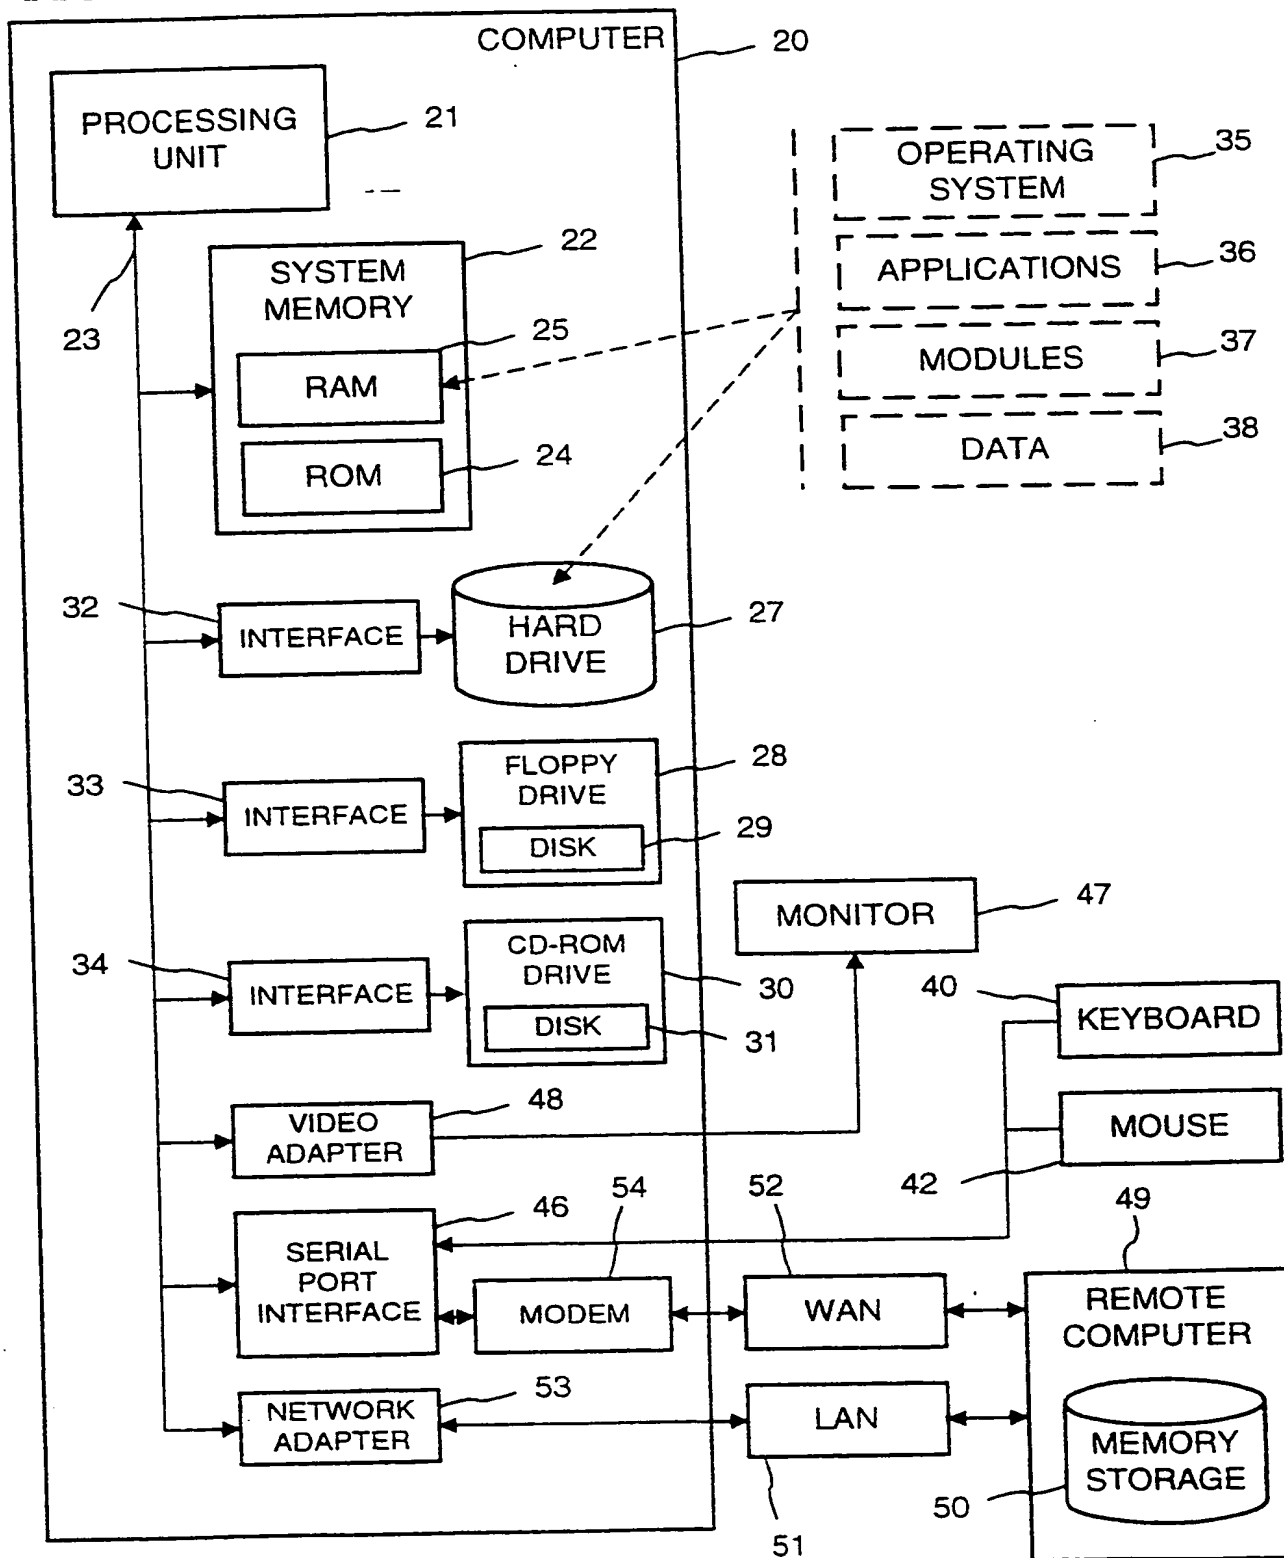 COMPUTER
20
PROCESSING
UNIT
21
OPERATING
SYSTEM
35
22
SYSTEM
MEMORY
APPLICATIONS
36
23
25
RAM
MODULES
37
ROM
24
DATA
38
32
INTERFACE
HARD
DRIVE
27
33
INTERFACE
FLOPPY
DRIVE
28
DISK
29
MONITOR
47
34
INTERFACE
CD-ROM
DRIVE
30
DISK
31
40
KEYBOARD
VIDEO
ADAPTER
48
MOUSE
42
46
54
52
49
SERIAL
PORT
INTERFACE
MODEM
WAN
REMOTE
COMPUTER
NETWORK
ADAPTER
53
LAN
51
MEMORY
STORAGE
50